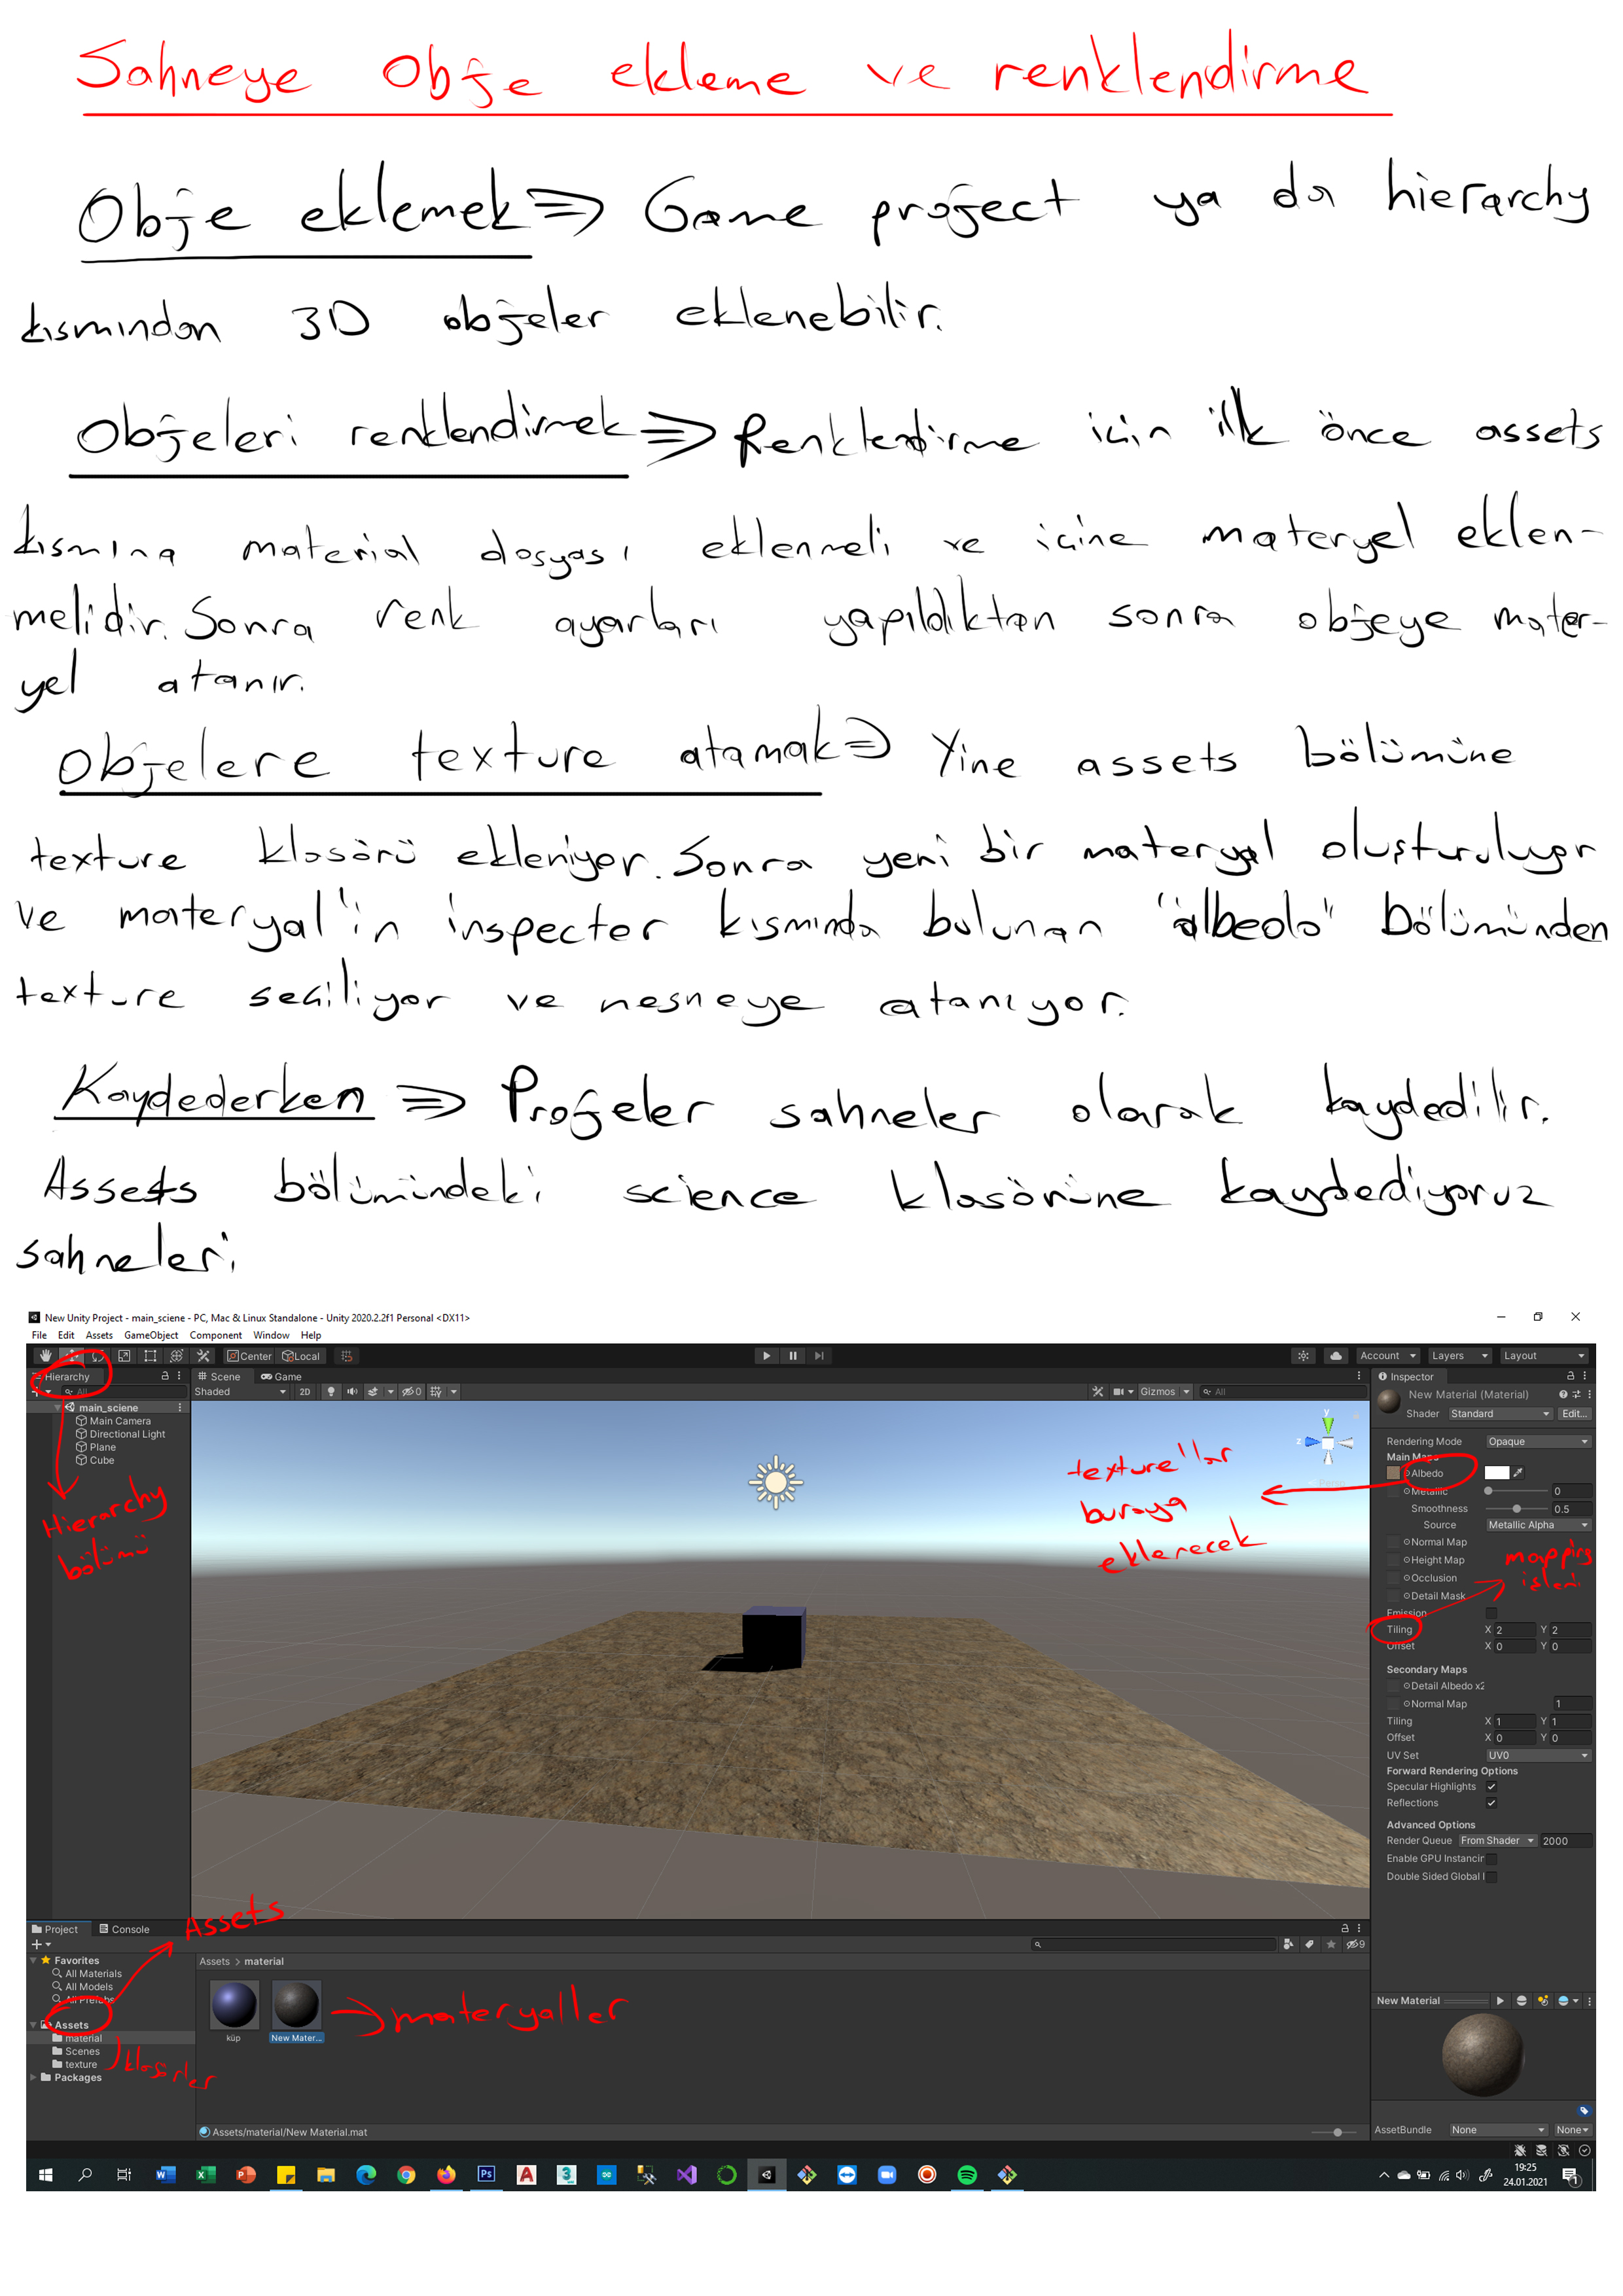 Sahneye Obje ekleme ve renklendirme
Obje eklemek => Game project ya da hierarchy
kısmından 3D objeler eklenebilir.
Objeleri renklendirmek => Renklendirme için ilk önce assets
kısmına material dosyası eklenmeli ve içine materyel eklen-
melidir. Sonra renk ayarları yapıldıktan sonra objeye mater-
yel atanır.
Objelere texture atamak => Yine assets bölümüne
texture klasörü ekleniyor. Sonra yeni bir materyal oluşturuluyor
ve materyal'in inspector kısmında bulunan "albedo" bölümünden
texture seçiliyor ve nesneye atanıyor.
Kaydederken => Projeler sahneler olarak kaydedilir.
Assets bölümündeki science klasörüne kaydediyoruz
sahneleri
New Unity Project - main_sciene - PC, Mac & Linux Standalone - Unity 2020.2.2f1 Personal <DX11>
File Edit Assets GameObject Component Window Help
Center Local Account Layers Layout
Hierarchy Scene Game Inspector
All Shaded 2D 0 Gizmos All New Material (Material)
Shader Standard Edit...
main_sciene
Main Camera
Directional Light
Plane
Cube
Hierarchy
bölümü
texture'lar
buraya
eklenecek
Rendering Mode Opaque
Main Maps
Albedo
Metallic 0
Smoothness 0.5
Source Metallic Alpha
Normal Map
Height Map
mapping
işlemi
Occlusion
Detail Mask
Emission
Tiling X 2 Y 2
Offset X 0 Y 0
Secondary Maps
Detail Albedo x2
Normal Map 1
Tiling X 1 Y 1
Offset X 0 Y 0
UV Set UV0
Forward Rendering Options
Specular Highlights
Reflections
Advanced Options
Render Queue From Shader 2000
Enable GPU Instancin
Double Sided Global I
Assets
Project Console
9
Favorites
All Materials
All Models
All Prefabs
Assets
material
Scenes
texture
Packages
klasörler
Assets > material
küp New Mater...
materyaller
Assets/material/New Material.mat
New Material
AssetBundle None None
19:25
24.01.2021
1